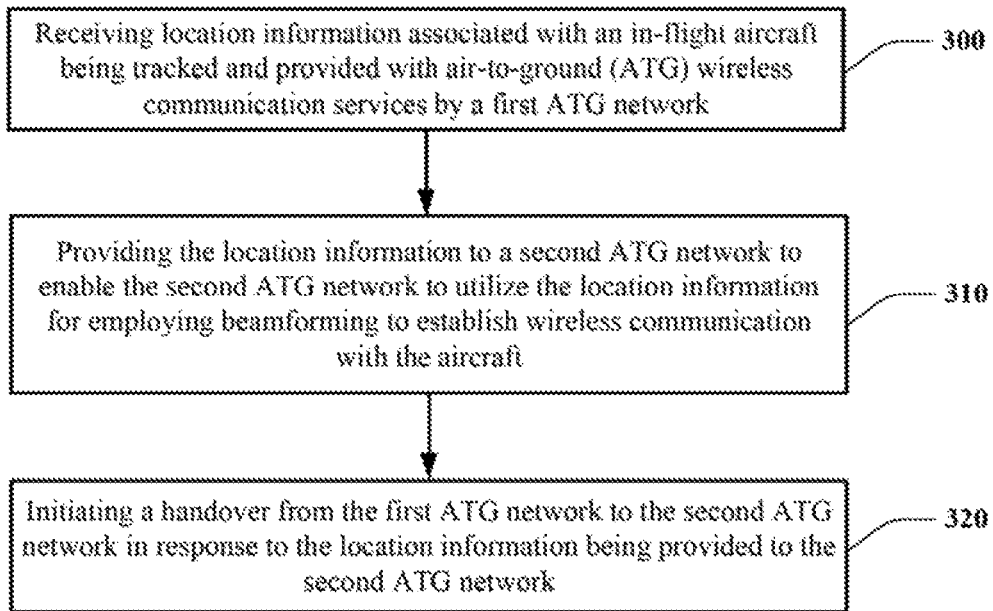 Receiving location information associated with an in-flight aircraft
being tracked and provided with air-to-ground (ATG) wireless
communication services by a first ATG network
300
Providing the location information to a second ATG network to
enable the second ATG network to utilize the location information
for employing beamforming to establish wireless communication
with the aircraft
310
Initiating a handover from the first ATG network to the second ATG
network in response to the location information being provided to the
second ATG network
320